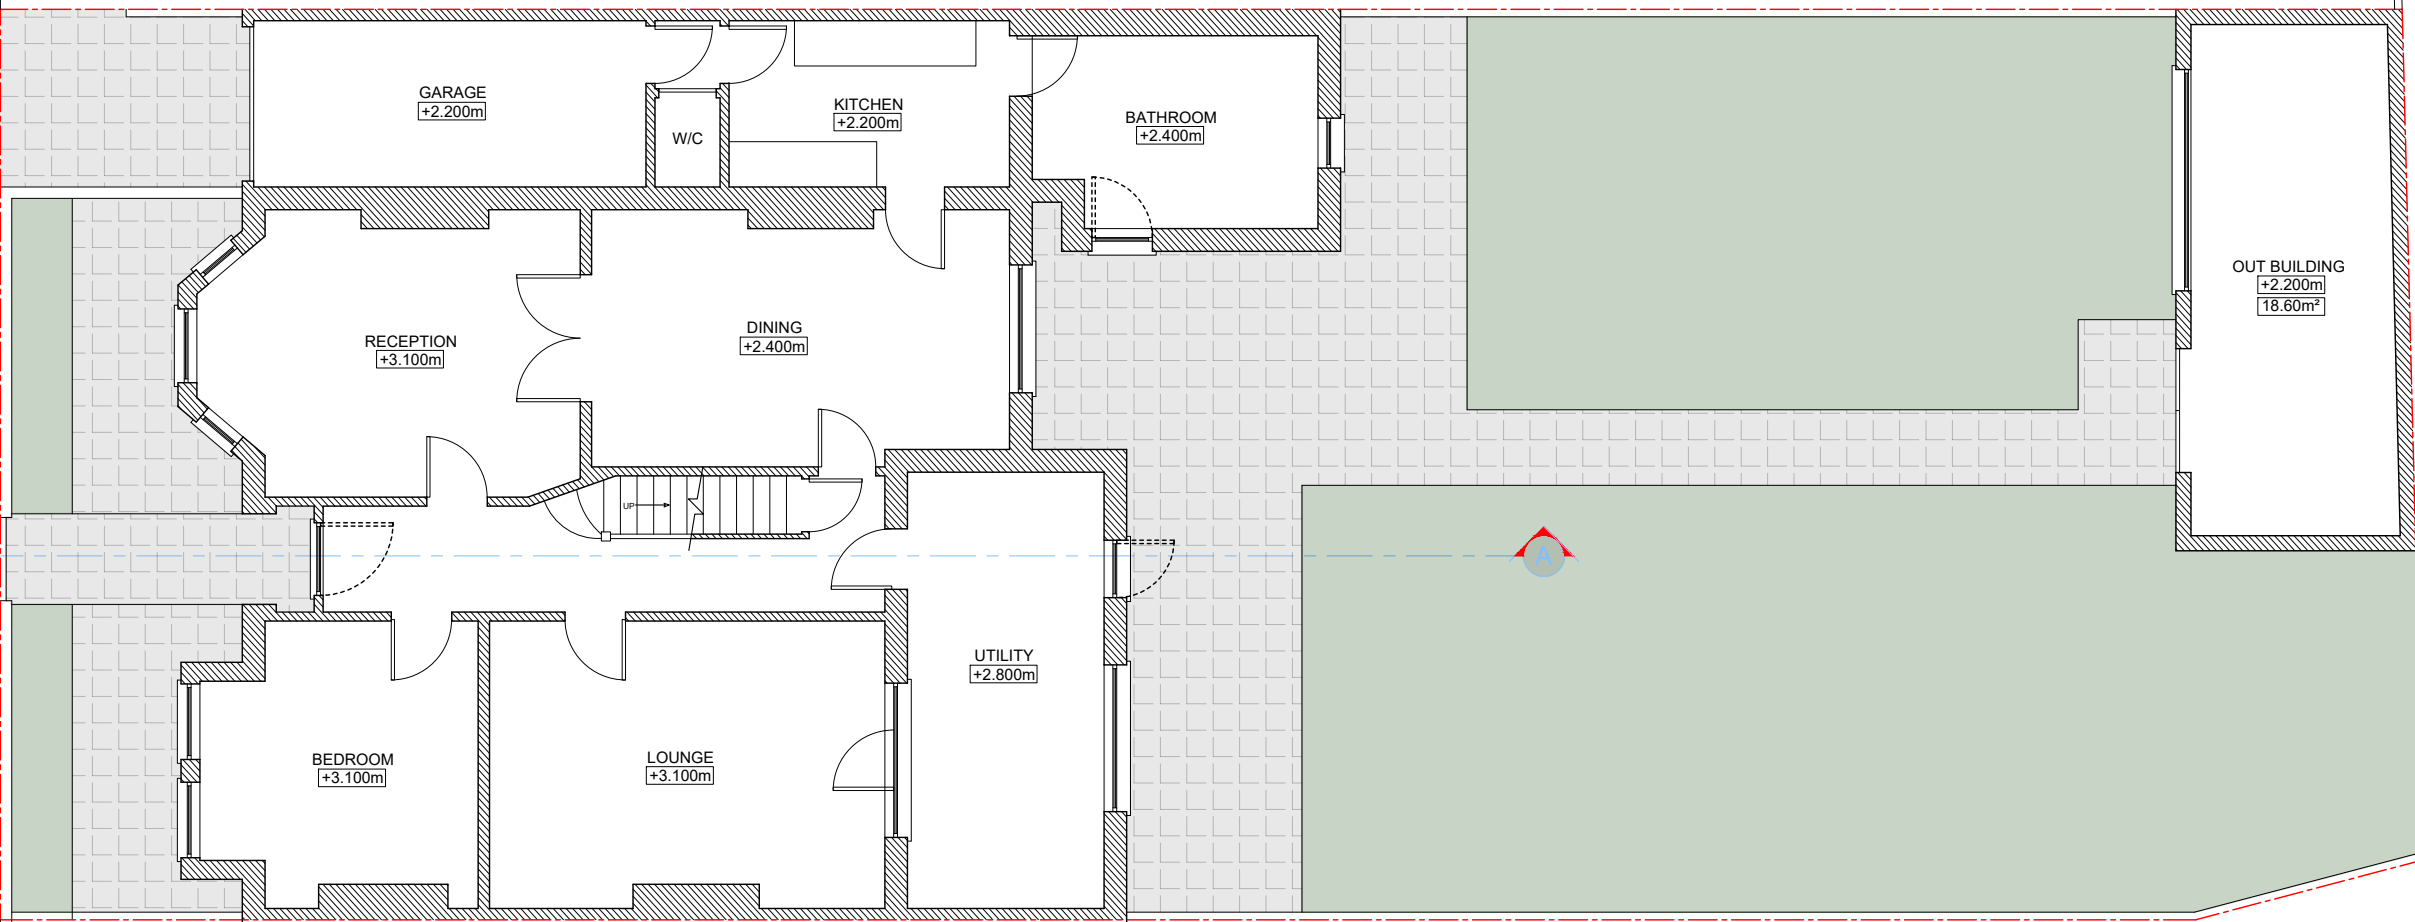 GARAGE
+2.200m
W/C
KITCHEN
+2.200m
BATHROOM
+2.400m
OUT BUILDING
+2.200m
18.60m²
RECEPTION
+3.100m
DINING
+2.400m
UP
A
UTILITY
+2.800m
BEDROOM
+3.100m
LOUNGE
+3.100m